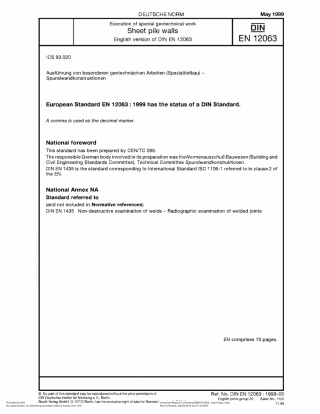 DEUTSCHE NORM
May 1999
Execution of special geotechnical work
Sheet pile walls
English version of DIN EN 12063
DIN
EN 12063
ICS 93.020
Ausführung von besonderen geotechnischen Arbeiten (Spezialtiefbau) –
Spundwandkonstruktionen
European Standard EN 12063 : 1999 has the status of a DIN Standard.
A comma is used as the decimal marker.
National foreword
This standard has been prepared by CEN/TC 288.
The responsible German body involved in its preparation was the Normenausschuß Bauwesen (Building and
Civil Engineering Standards Committee), Technical Committee Spundwandkonstruktionen.
DIN EN 1435 is the standard corresponding to International Standard ISO 1106-1 referred to in clause 2 of
the EN.
National Annex NA
Standard referred to
(and not included in Normative references)
DIN EN 1435 Non-destructive examination of welds – Radiographic examination of welded joints
EN comprises 75 pages.
© No part of this standard may be reproduced without the prior permission of
DIN Deutsches Institut für Normung e.V., Berlin.
Beuth Verlag GmbH, D-10772 Berlin, has the exclusive right of sale for German
Ref. No. DIN EN 12063 : 1999-05
English price group 20 Sales No. 1120
11.99